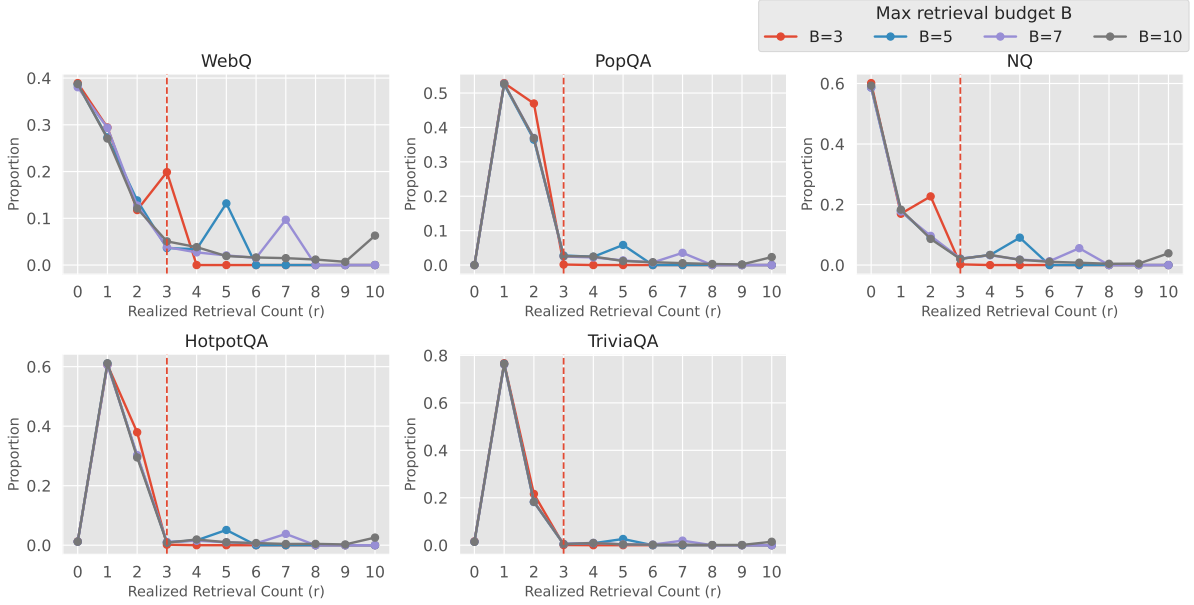 Max retrieval budget B
B=3 B=5 B=7 B=10
WebQ
Proportion
0.4
0.3
0.2
0.1
0.0
0 1 2 3 4 5 6 7 8 9 10
Realized Retrieval Count (r)
PopQA
Proportion
0.5
0.4
0.3
0.2
0.1
0.0
0 1 2 3 4 5 6 7 8 9 10
Realized Retrieval Count (r)
NQ
Proportion
0.6
0.4
0.2
0.0
0 1 2 3 4 5 6 7 8 9 10
Realized Retrieval Count (r)
HotpotQA
Proportion
0.6
0.4
0.2
0.0
0 1 2 3 4 5 6 7 8 9 10
Realized Retrieval Count (r)
TriviaQA
Proportion
0.8
0.6
0.4
0.2
0.0
0 1 2 3 4 5 6 7 8 9 10
Realized Retrieval Count (r)